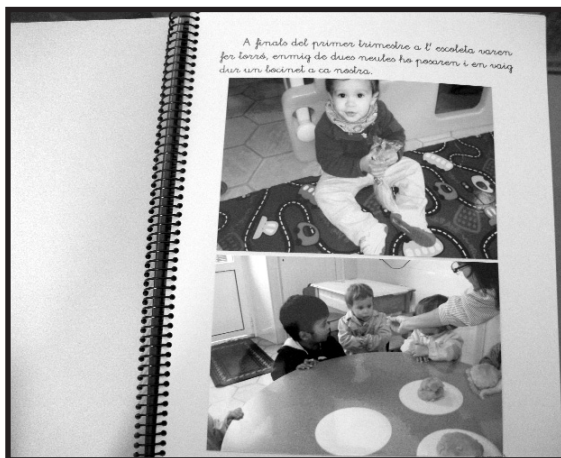 A finals del primer trimestre a l' escoleta varen
fer torró, enmig de dues neules ho posaren i en vaig
dur un bocinet a ca nostra.